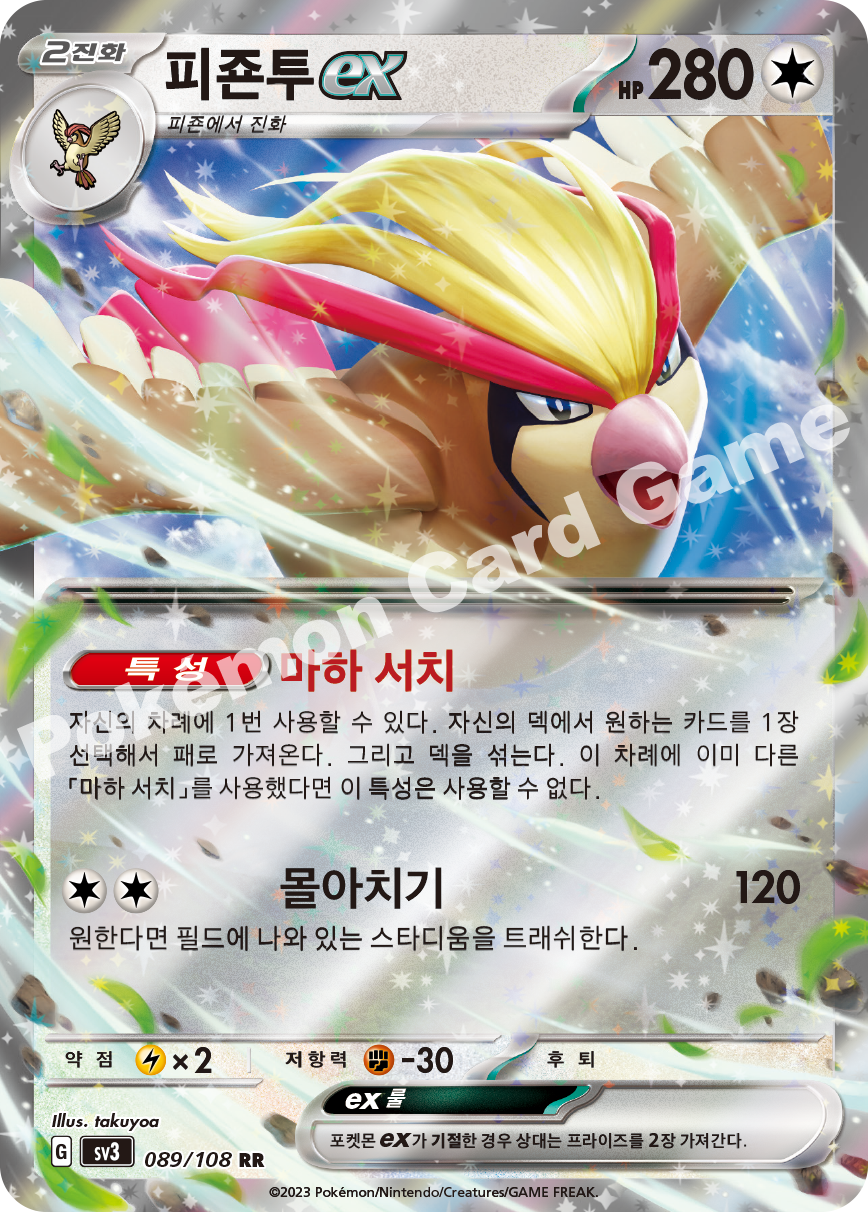 2진화
피죤투 ex
HP 280
피죤에서 진화
특성 마하 서치
자신의 차례에 1번 사용할 수 있다. 자신의 덱에서 원하는 카드를 1장
선택해서 패로 가져온다. 그리고 덱을 섞는다. 이 차례에 이미 다른
「마하 서치」를 사용했다면 이 특성은 사용할 수 없다.
몰아치기 120
원한다면 필드에 나와 있는 스타디움을 트래쉬한다.
약점 ×2 저항력 -30 후퇴
ex 룰
포켓몬 ex가 기절한 경우 상대는 프라이즈를 2장 가져간다.
Illus. takuyoa
G sv3 089/108 RR
©2023 Pokémon/Nintendo/Creatures/GAME FREAK.
Pokémon Card Game